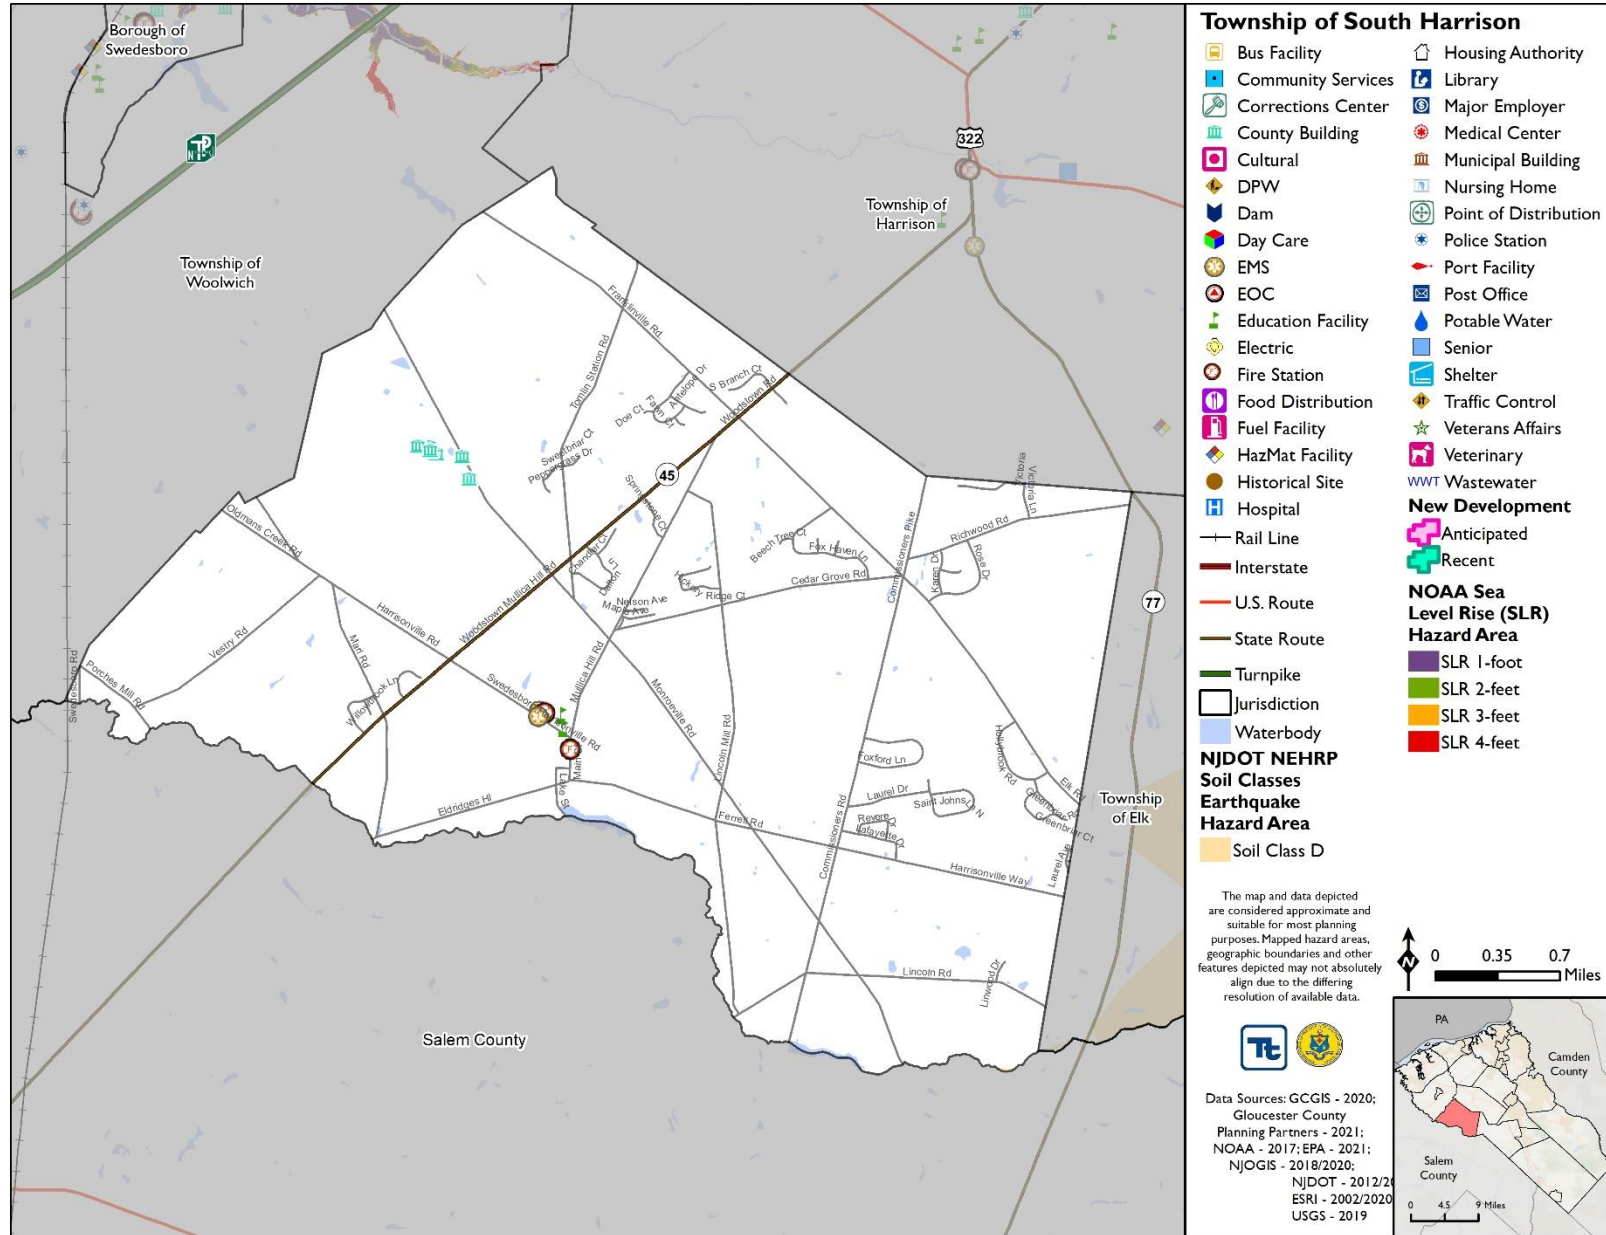 Borough of
Swedesboro
Township of
Woolwich
Township of
Harrison
322
45
77
Township
of Elk
Salem County
Franklinville Rd
Tomlin Station Rd
Antelope Dr
Fawn Ct
Doe Ct
S Branch Ct
Woodstown Rd
Sweetbriar Ct
Peppergrass Dr
Springstone Ct
Oldmans Creek Rd
Harrisonville Rd
Woodstown Mullica Hill Rd
Chandler Ct
Dalton Ln
Nelson Ave
Maple Ave
Hickory Ridge Ct
Beech Tree Ct
Fox Haven Ln
Cedar Grove Rd
Commissioners Pike
Richwood Rd
Victoria Ln
Karen Dr
Rose Dr
Vestry Rd
Marl Rd
Porches Mill Rd
Swedesboro Rd
Willowbrook Ln
Mullica Hill Rd
Monroeville Rd
Lincoln Mill Rd
Main
Lake St
Eldridges Hl
Ferrell Rd
Foxford Ln
Laurel Dr
Saint Johns Ln N
Revere Ct
Lafayette Dr
Hollybrook Rd
Elk Rd
Greenbriar Ct
Laurel Ave
Commissioners Rd
Harrisonville Way
Lincoln Rd
Linwood Dr
Township of South Harrison
Bus Facility
Community Services
Corrections Center
County Building
Cultural
DPW
Dam
Day Care
EMS
EOC
Education Facility
Electric
Fire Station
Food Distribution
Fuel Facility
HazMat Facility
Historical Site
Hospital
Rail Line
Interstate
U.S. Route
State Route
Turnpike
Jurisdiction
Waterbody
NJDOT NEHRP
Soil Classes
Earthquake
Hazard Area
Soil Class D
Housing Authority
Library
Major Employer
Medical Center
Municipal Building
Nursing Home
Point of Distribution
Police Station
Port Facility
Post Office
Potable Water
Senior
Shelter
Traffic Control
Veterans Affairs
Veterinary
WWT Wastewater
New Development
Anticipated
Recent
NOAA Sea
Level Rise (SLR)
Hazard Area
SLR 1-foot
SLR 2-feet
SLR 3-feet
SLR 4-feet
The map and data depicted
are considered approximate and
suitable for most planning
purposes. Mapped hazard areas,
geographic boundaries and other
features depicted may not absolutely
align due to the differing
resolution of available data.
N
0 0.35 0.7
Miles
Tt
Data Sources: GCGIS - 2020;
Gloucester County
Planning Partners - 2021;
NOAA - 2017; EPA - 2021;
NJOGIS - 2018/2020;
NJDOT - 2012/20
ESRI - 2002/2020
USGS - 2019
PA
Camden
County
Salem
County
0 4.5 9 Miles